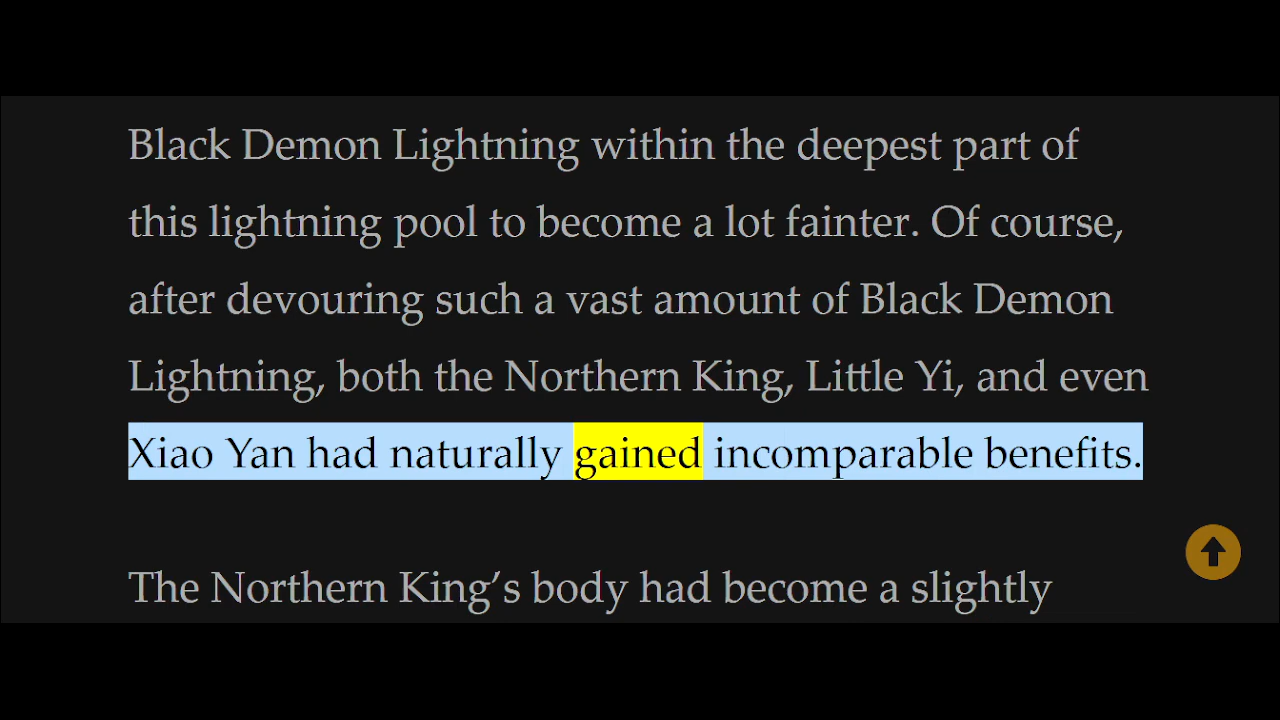 Black Demon Lightning within the deepest part of
this lightning pool to become a lot fainter. Of course,
after devouring such a vast amount of Black Demon
Lightning, both the Northern King, Little Yi, and even
Xiao Yan had naturally gained incomparable benefits.
The Northern King’s body had become a slightly